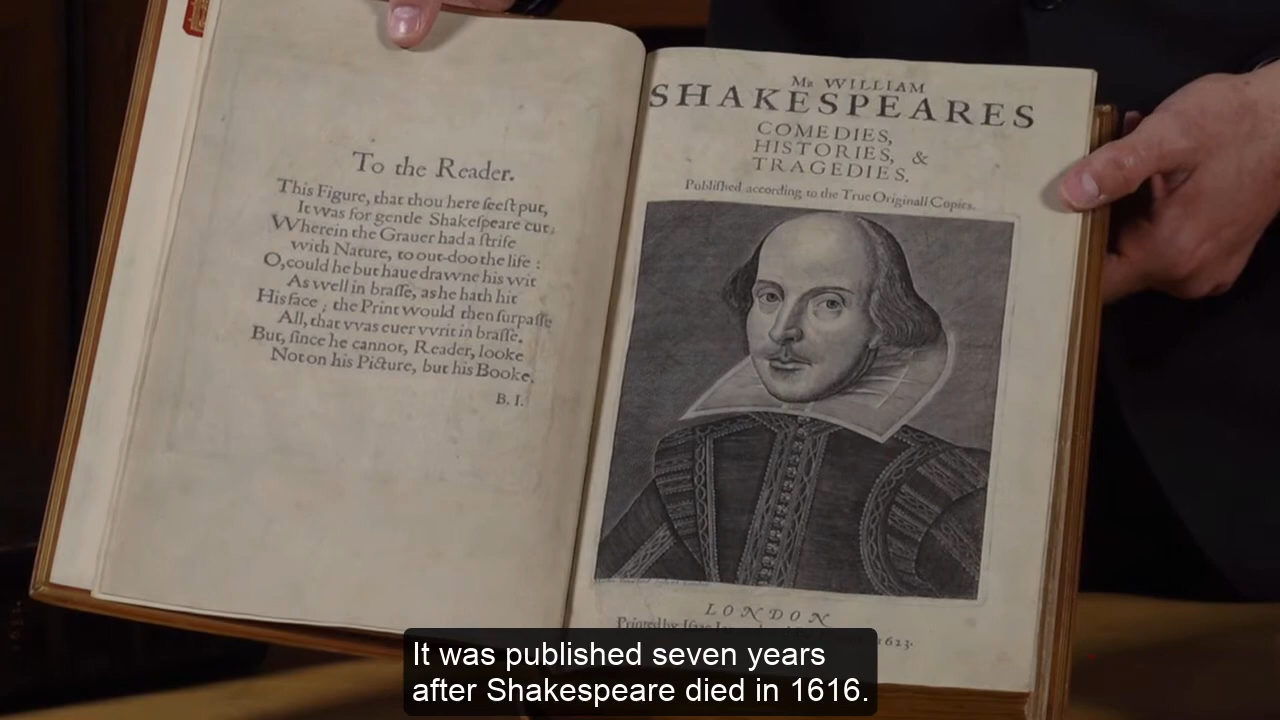 To the Reader.
This Figure, that thou here seest put,
It was for gentle Shakespeare cut;
Wherein the Grauer had a strife
with Nature, to out-doo the life :
O, could he but haue dravvne his wit
As well in brasse, as he hath hit
His face ; the Print would then surpasse
All, that vvas euer vvrit in brasse.
But, since he cannot, Reader, looke
Not on his Picture, but his Booke.
B. I.
Mr VVILLIAM
SHAKESPEARES
COMEDIES,
HISTORIES, &
TRAGEDIES.
Published according to the True Originall Copies.
LONDON
Printed by 1623.
It was published seven years
after Shakespeare died in 1616.